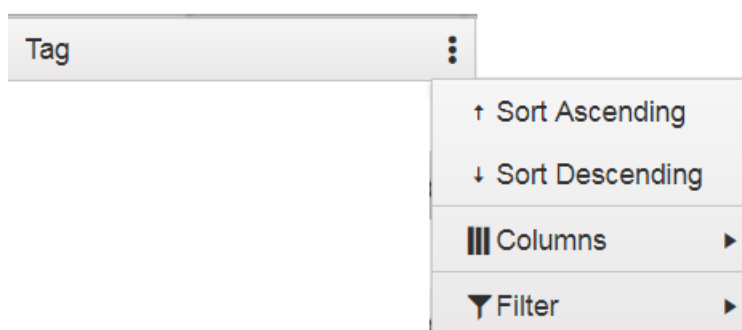 Tag
Sort Ascending
Sort Descending
Columns
Filter